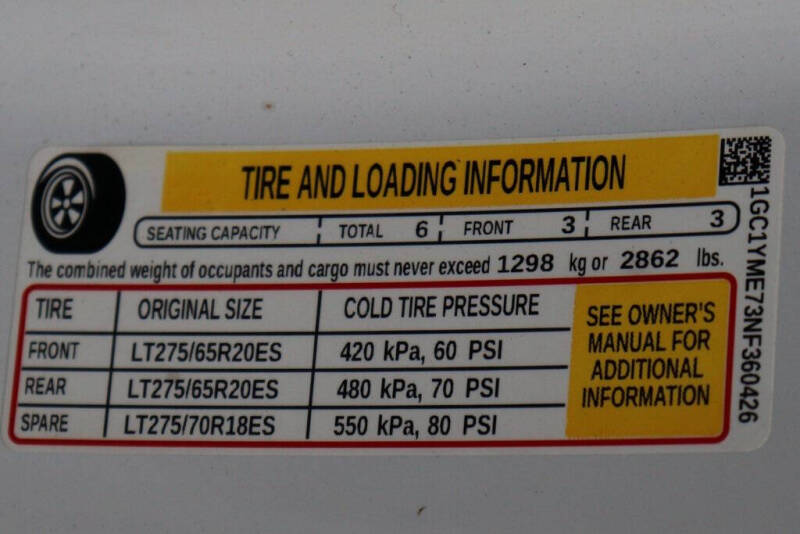 TIRE AND LOADING INFORMATION
SEATING CAPACITY TOTAL 6 FRONT 3 REAR 3
The combined weight of occupants and cargo must never exceed 1298 kg or 2862 lbs.
TIRE ORIGINAL SIZE COLD TIRE PRESSURE
FRONT LT275/65R20ES 420 kPa, 60 PSI
REAR LT275/65R20ES 480 kPa, 70 PSI
SPARE LT275/70R18ES 550 kPa, 80 PSI
SEE OWNER'S
MANUAL FOR
ADDITIONAL
INFORMATION
1GC1YME73NF360426